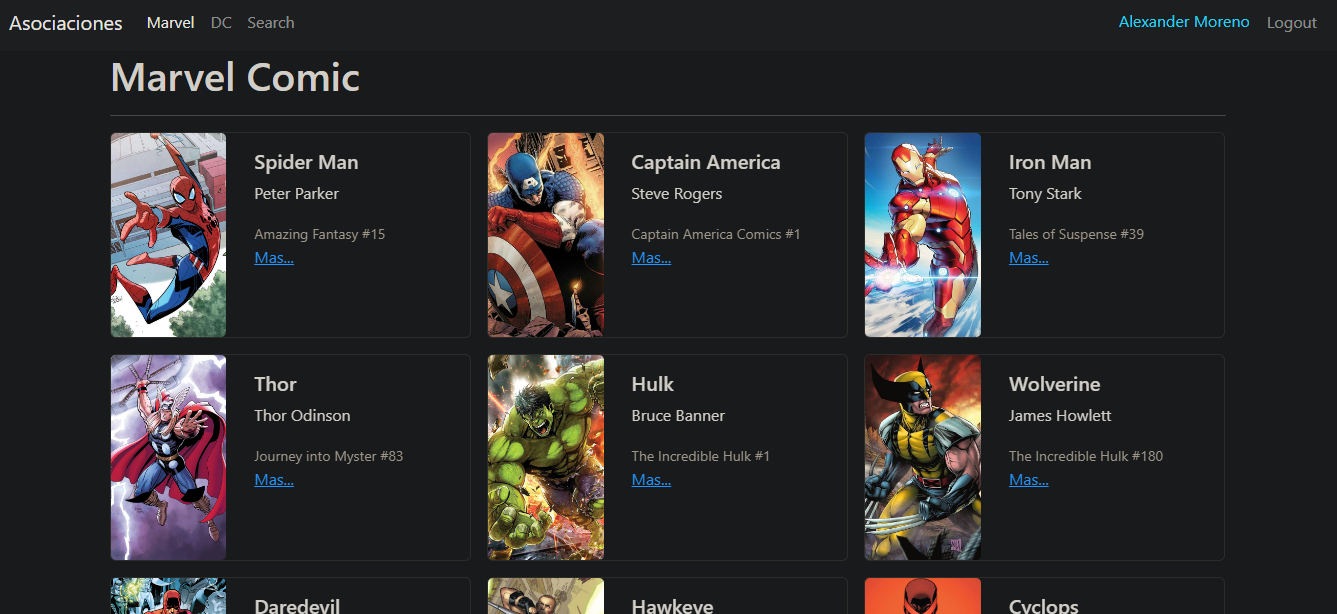 Asociaciones Marvel DC Search Alexander Moreno Logout
Marvel Comic
Spider Man
Peter Parker
Amazing Fantasy #15
Mas...
Captain America
Steve Rogers
Captain America Comics #1
Mas...
Iron Man
Tony Stark
Tales of Suspense #39
Mas...
Thor
Thor Odinson
Journey into Myster #83
Mas...
Hulk
Bruce Banner
The Incredible Hulk #1
Mas...
Wolverine
James Howlett
The Incredible Hulk #180
Mas...
Daredevil
Hawkeye
Cyclops